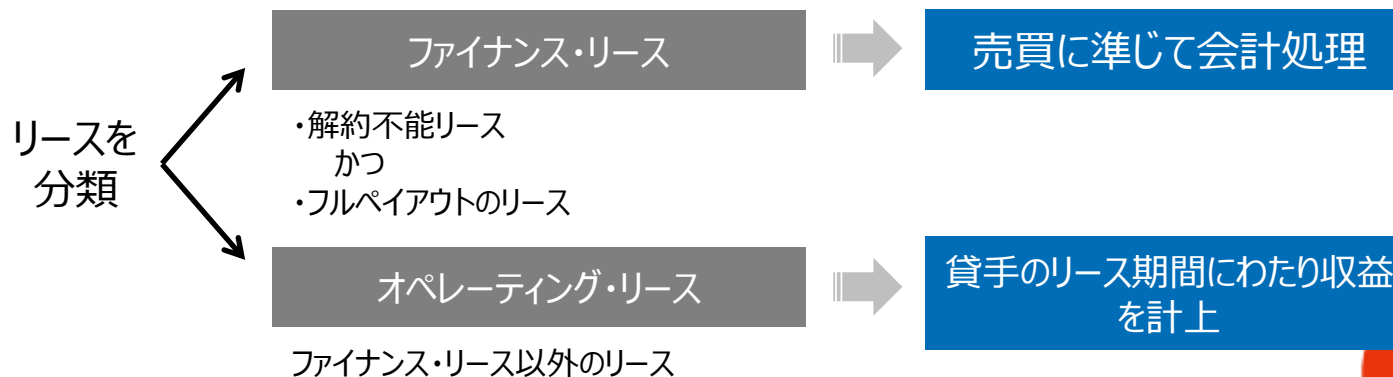 リースを
分類
ファイナンス・リース
・解約不能リース
かつ
・フルペイアウトのリース
売買に準じて会計処理
オペレーティング・リース
ファイナンス・リース以外のリース
貸手のリース期間にわたり収益
を計上